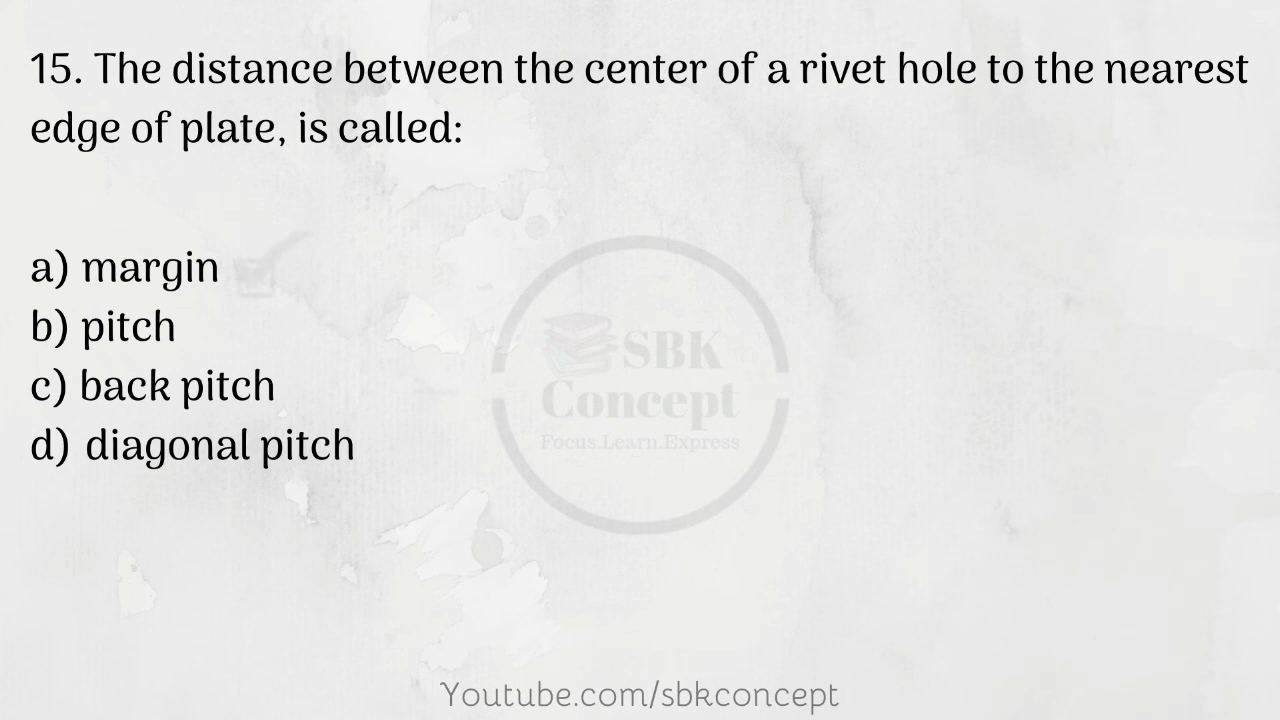 15. The distance between the center of a rivet hole to the nearest
edge of plate, is called:
a) margin
b) pitch
c) back pitch
d) diagonal pitch
SBK
Concept
Focus.Learn.Express
Youtube.com/sbkconcept